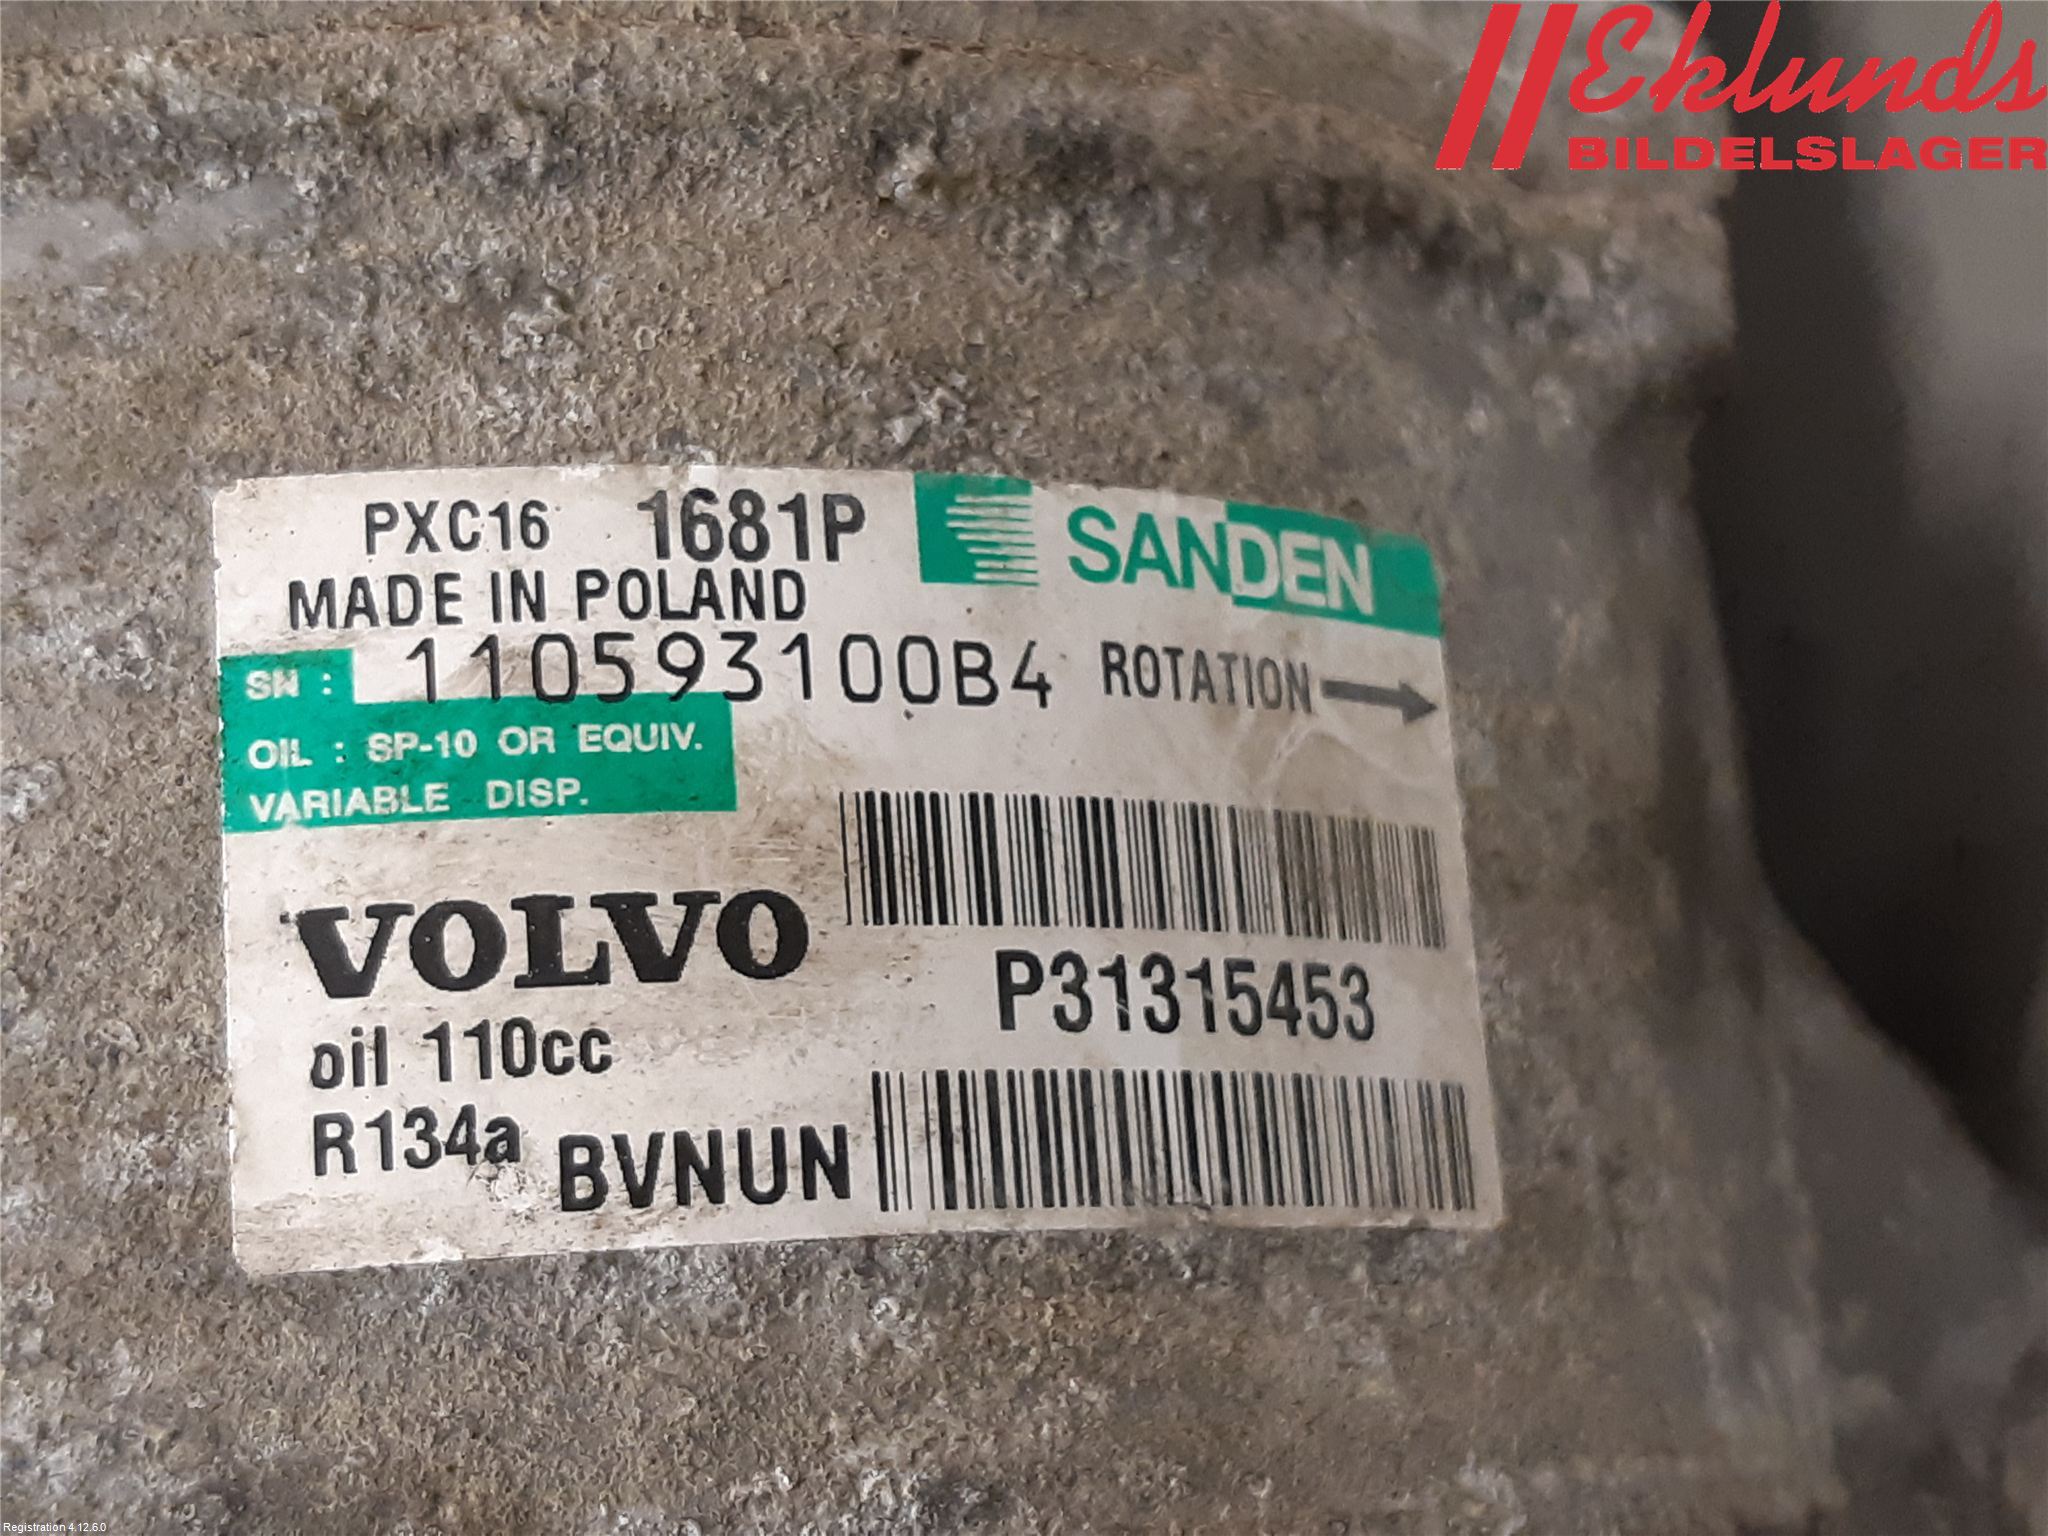 Eklunds
BILDELSLAGER
PXC16 1681P SANDEN
MADE IN POLAND
SN : 110593100B4 ROTATION
OIL : SP-10 OR EQUIV.
VARIABLE DISP.
VOLVO
P31315453
oil 110cc
R134a BVNUN
Registration 4.12.6.0